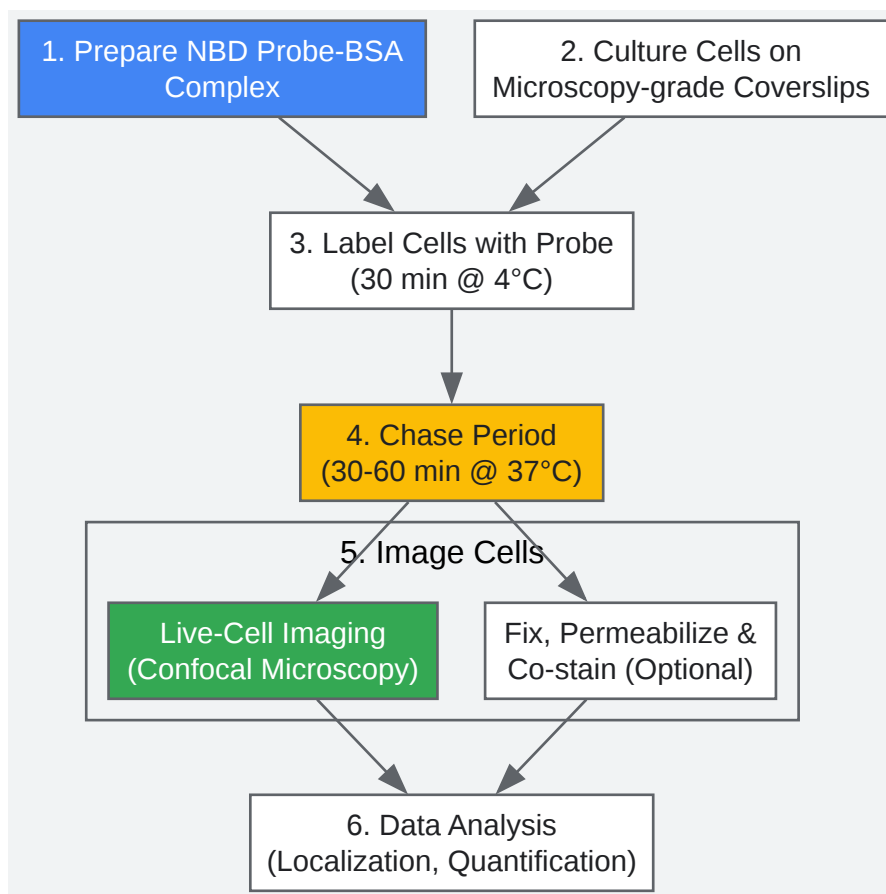 1. Prepare NBD Probe-BSA
Complex
2. Culture Cells on
Microscopy-grade Coverslips
3. Label Cells with Probe
(30 min @ 4°C)
4. Chase Period
(30-60 min @ 37°C)
5. Image Cells
Live-Cell Imaging
(Confocal Microscopy)
Fix, Permeabilize &
Co-stain (Optional)
6. Data Analysis
(Localization, Quantification)